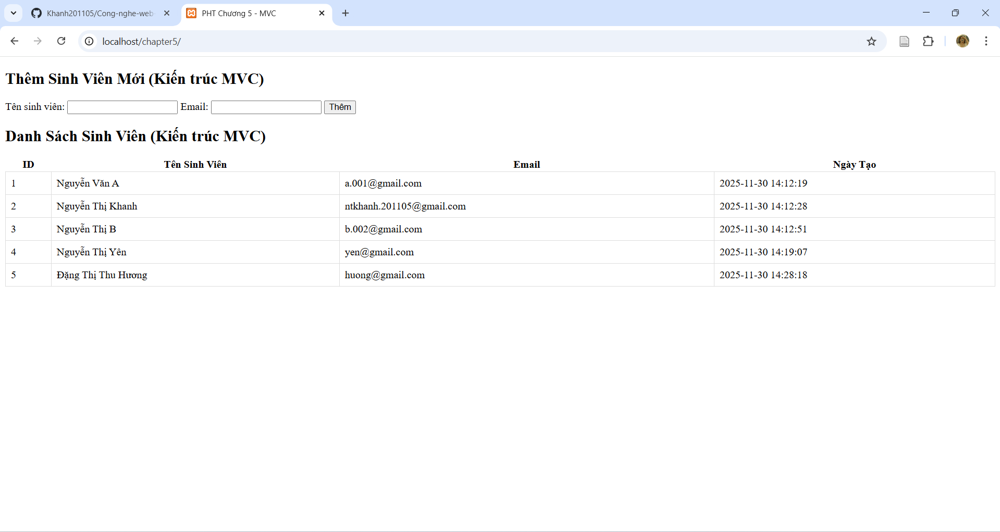 Khanh201105/Cong-nghe-web-
PHT Chương 5 - MVC
localhost/chapter5/
Thêm Sinh Viên Mới (Kiến trúc MVC)
Tên sinh viên: Email: Thêm
Danh Sách Sinh Viên (Kiến trúc MVC)
ID Tên Sinh Viên Email Ngày Tạo
1 Nguyễn Văn A a.001@gmail.com 2025-11-30 14:12:19
2 Nguyễn Thị Khanh ntkhanh.201105@gmail.com 2025-11-30 14:12:28
3 Nguyễn Thị B b.002@gmail.com 2025-11-30 14:12:51
4 Nguyễn Thị Yên yen@gmail.com 2025-11-30 14:19:07
5 Đặng Thị Thu Hương huong@gmail.com 2025-11-30 14:28:18